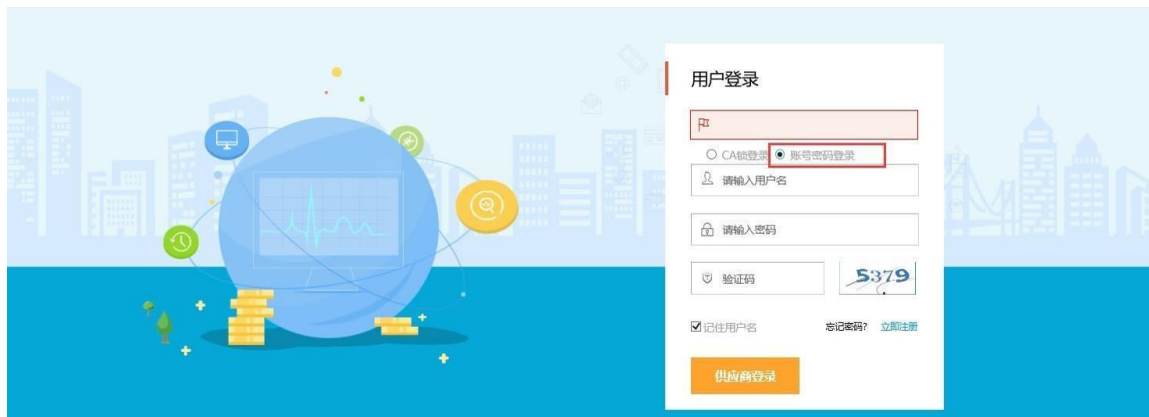 用户登录
CA锁登录 账号密码登录
请输入用户名
请输入密码
验证码 5379
记住用户名 忘记密码? 立即注册
供应商登录